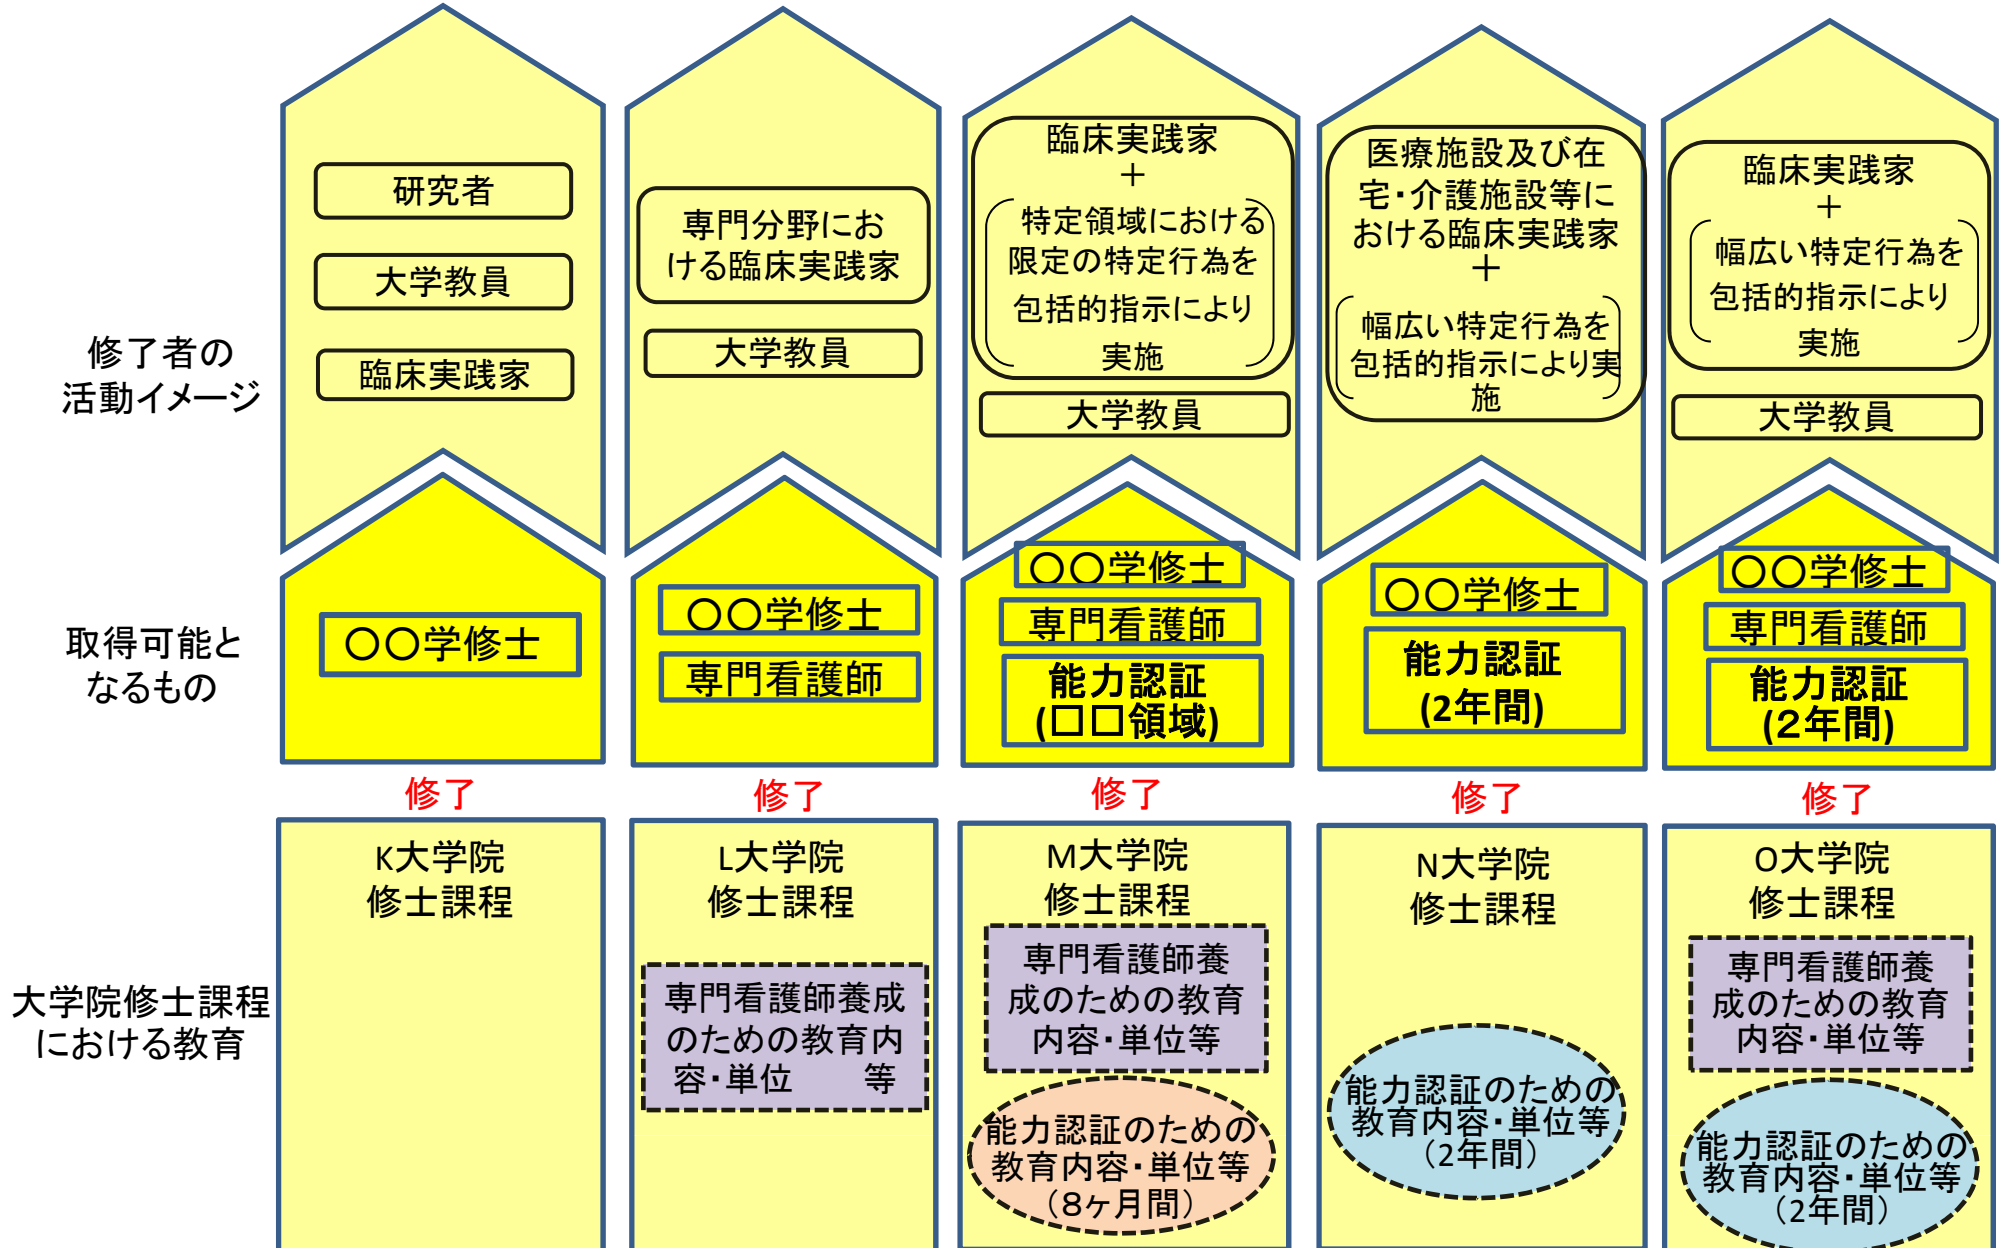 修了者の
活動イメージ
研究者
大学教員
臨床実践家
専門分野にお
ける臨床実践家
大学教員
臨床実践家
＋
特定領域における
限定の特定行為を
包括的指示により
実施
大学教員
医療施設及び在
宅・介護施設等に
おける臨床実践家
＋
幅広い特定行為を
包括的指示により実
施
臨床実践家
＋
幅広い特定行為を
包括的指示により
実施
大学教員
取得可能と
なるもの
〇〇学修士
〇〇学修士
専門看護師
〇〇学修士
専門看護師
能力認証
(□□領域)
〇〇学修士
能力認証
(2年間)
〇〇学修士
専門看護師
能力認証
(２年間)
修了
修了
修了
修了
修了
大学院修士課程
における教育
K大学院
修士課程
L大学院
修士課程
専門看護師養成
のための教育内
容・単位　　等
M大学院
修士課程
専門看護師養
成のための教育
内容・単位等
能力認証のための
教育内容・単位等
（８ヶ月間）
N大学院
修士課程
能力認証のための
教育内容・単位等
（2年間）
O大学院
修士課程
専門看護師養
成のための教育
内容・単位等
能力認証のための
教育内容・単位等
（2年間）